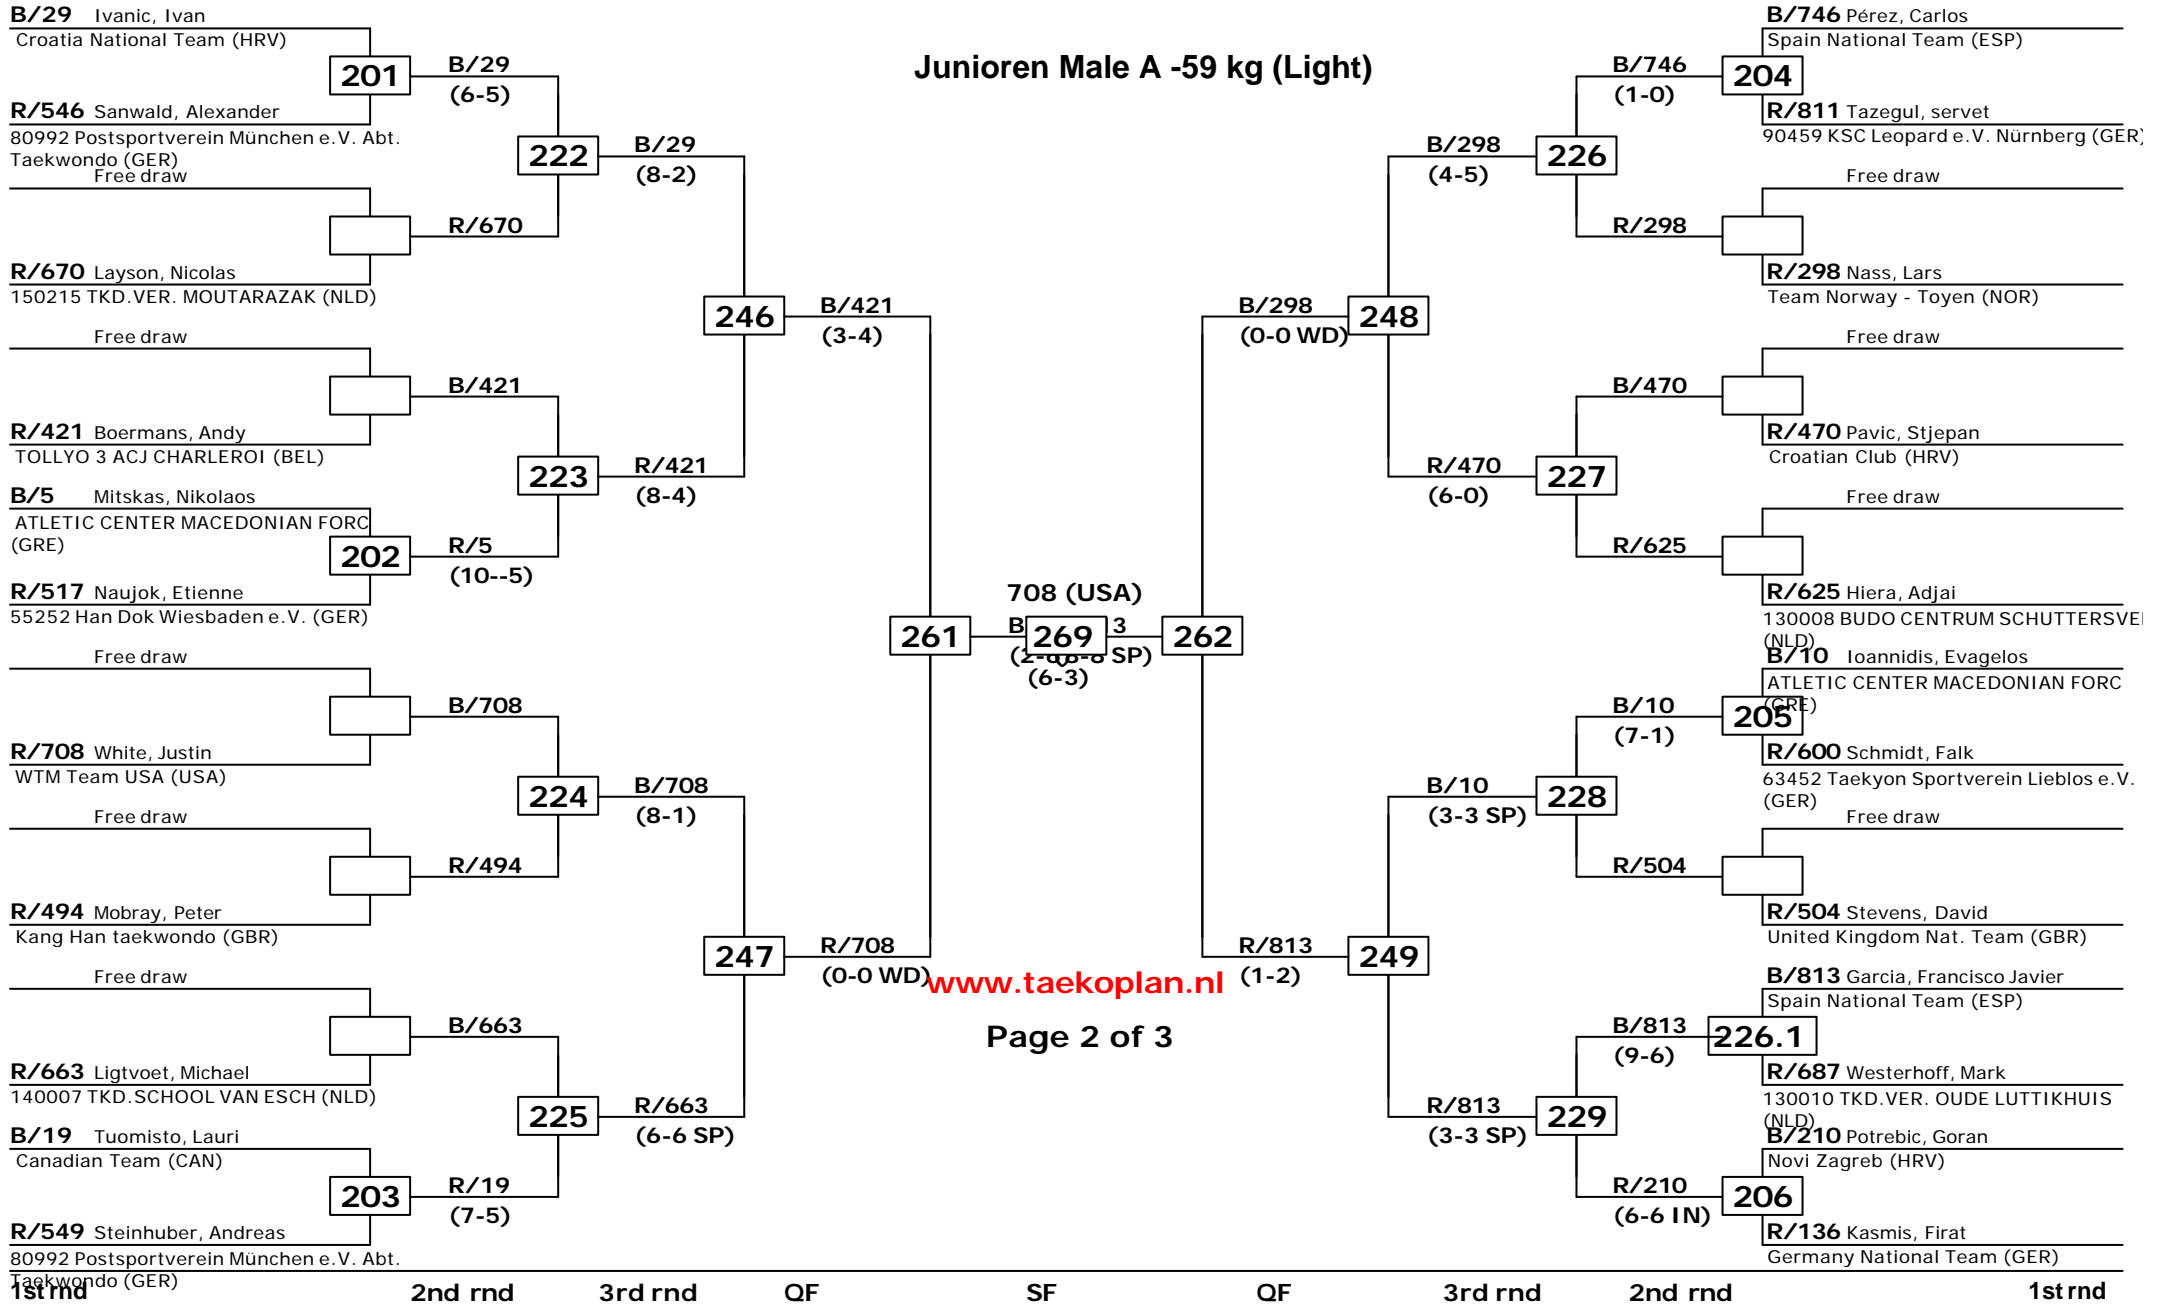 Junioren Male A -59 kg (Light)
B/29 Ivanic, Ivan
Croatia National Team (HRV)
201
B/29
(6-5)
R/546 Sanwald, Alexander
80992 Postsportverein München e.V. Abt.
Taekwondo (GER)
222
B/29
(8-2)
Free draw
R/670
R/670 Layson, Nicolas
150215 TKD.VER. MOUTARAZAK (NLD)
246
B/421
(3-4)
Free draw
B/421
R/421 Boermans, Andy
TOLLYO 3 ACJ CHARLEROI (BEL)
223
R/421
(8-4)
B/5 Mitskas, Nikolaos
ATLETIC CENTER MACEDONIAN FORC
(GRE)
202
R/5
(10--5)
R/517 Naujok, Etienne
55252 Han Dok Wiesbaden e.V. (GER)
261
Free draw
B/708
R/708 White, Justin
WTM Team USA (USA)
224
B/708
(8-1)
Free draw
R/494
R/494 Mobray, Peter
Kang Han taekwondo (GBR)
247
R/708
(0-0 WD)
Free draw
B/663
R/663 Ligtvoet, Michael
140007 TKD.SCHOOL VAN ESCH (NLD)
225
R/663
(6-6 SP)
B/19 Tuomisto, Lauri
Canadian Team (CAN)
203
R/19
(7-5)
R/549 Steinhuber, Andreas
80992 Postsportverein München e.V. Abt.
Taekwondo (GER)
708 (USA)
269
(6-3)
www.taekoplan.nl
Page 2 of 3
B/746 Pérez, Carlos
Spain National Team (ESP)
B/746
(1-0)
204
R/811 Tazegul, servet
90459 KSC Leopard e.V. Nürnberg (GER)
B/298
(4-5)
226
Free draw
R/298
R/298 Nass, Lars
Team Norway - Toyen (NOR)
B/298
(0-0 WD)
248
Free draw
B/470
R/470 Pavic, Stjepan
Croatian Club (HRV)
R/470
(6-0)
227
Free draw
R/625
R/625 Hiera, Adjai
130008 BUDO CENTRUM SCHUTTERSVE
(NLD)
262
B/10 Ioannidis, Evagelos
ATLETIC CENTER MACEDONIAN FORC
(GRE)
B/10
(7-1)
205
R/600 Schmidt, Falk
63452 Taekyon Sportverein Lieblos e.V.
(GER)
B/10
(3-3 SP)
228
Free draw
R/504
R/504 Stevens, David
United Kingdom Nat. Team (GBR)
R/813
(1-2)
249
B/813 Garcia, Francisco Javier
Spain National Team (ESP)
B/813
(9-6)
226.1
R/687 Westerhoff, Mark
130010 TKD.VER. OUDE LUTTIKHUIS
(NLD)
R/813
(3-3 SP)
229
B/210 Potrebic, Goran
Novi Zagreb (HRV)
R/210
(6-6 IN)
206
R/136 Kasmis, Firat
Germany National Team (GER)
1st rnd 2nd rnd 3rd rnd QF SF QF 3rd rnd 2nd rnd 1st rnd